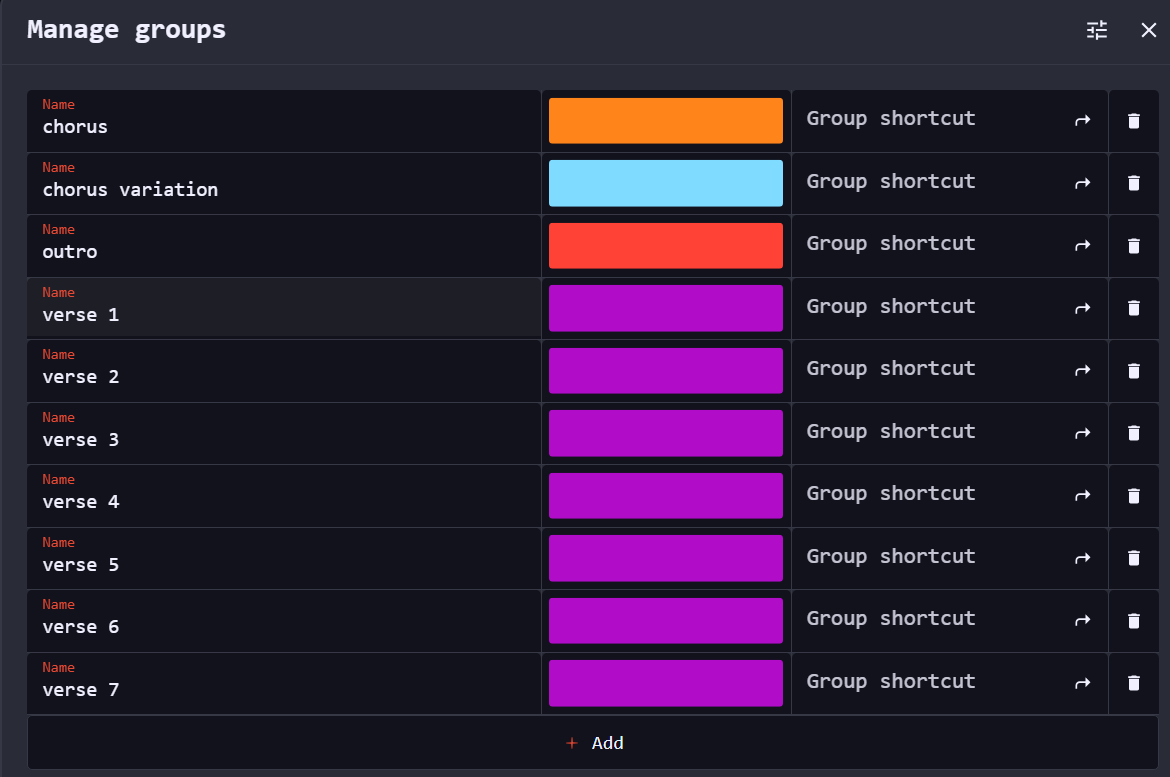 Manage groups
Name
chorus
Group shortcut
Name
chorus variation
Group shortcut
Name
outro
Group shortcut
Name
verse 1
Group shortcut
Name
verse 2
Group shortcut
Name
verse 3
Group shortcut
Name
verse 4
Group shortcut
Name
verse 5
Group shortcut
Name
verse 6
Group shortcut
Name
verse 7
Group shortcut
+ Add